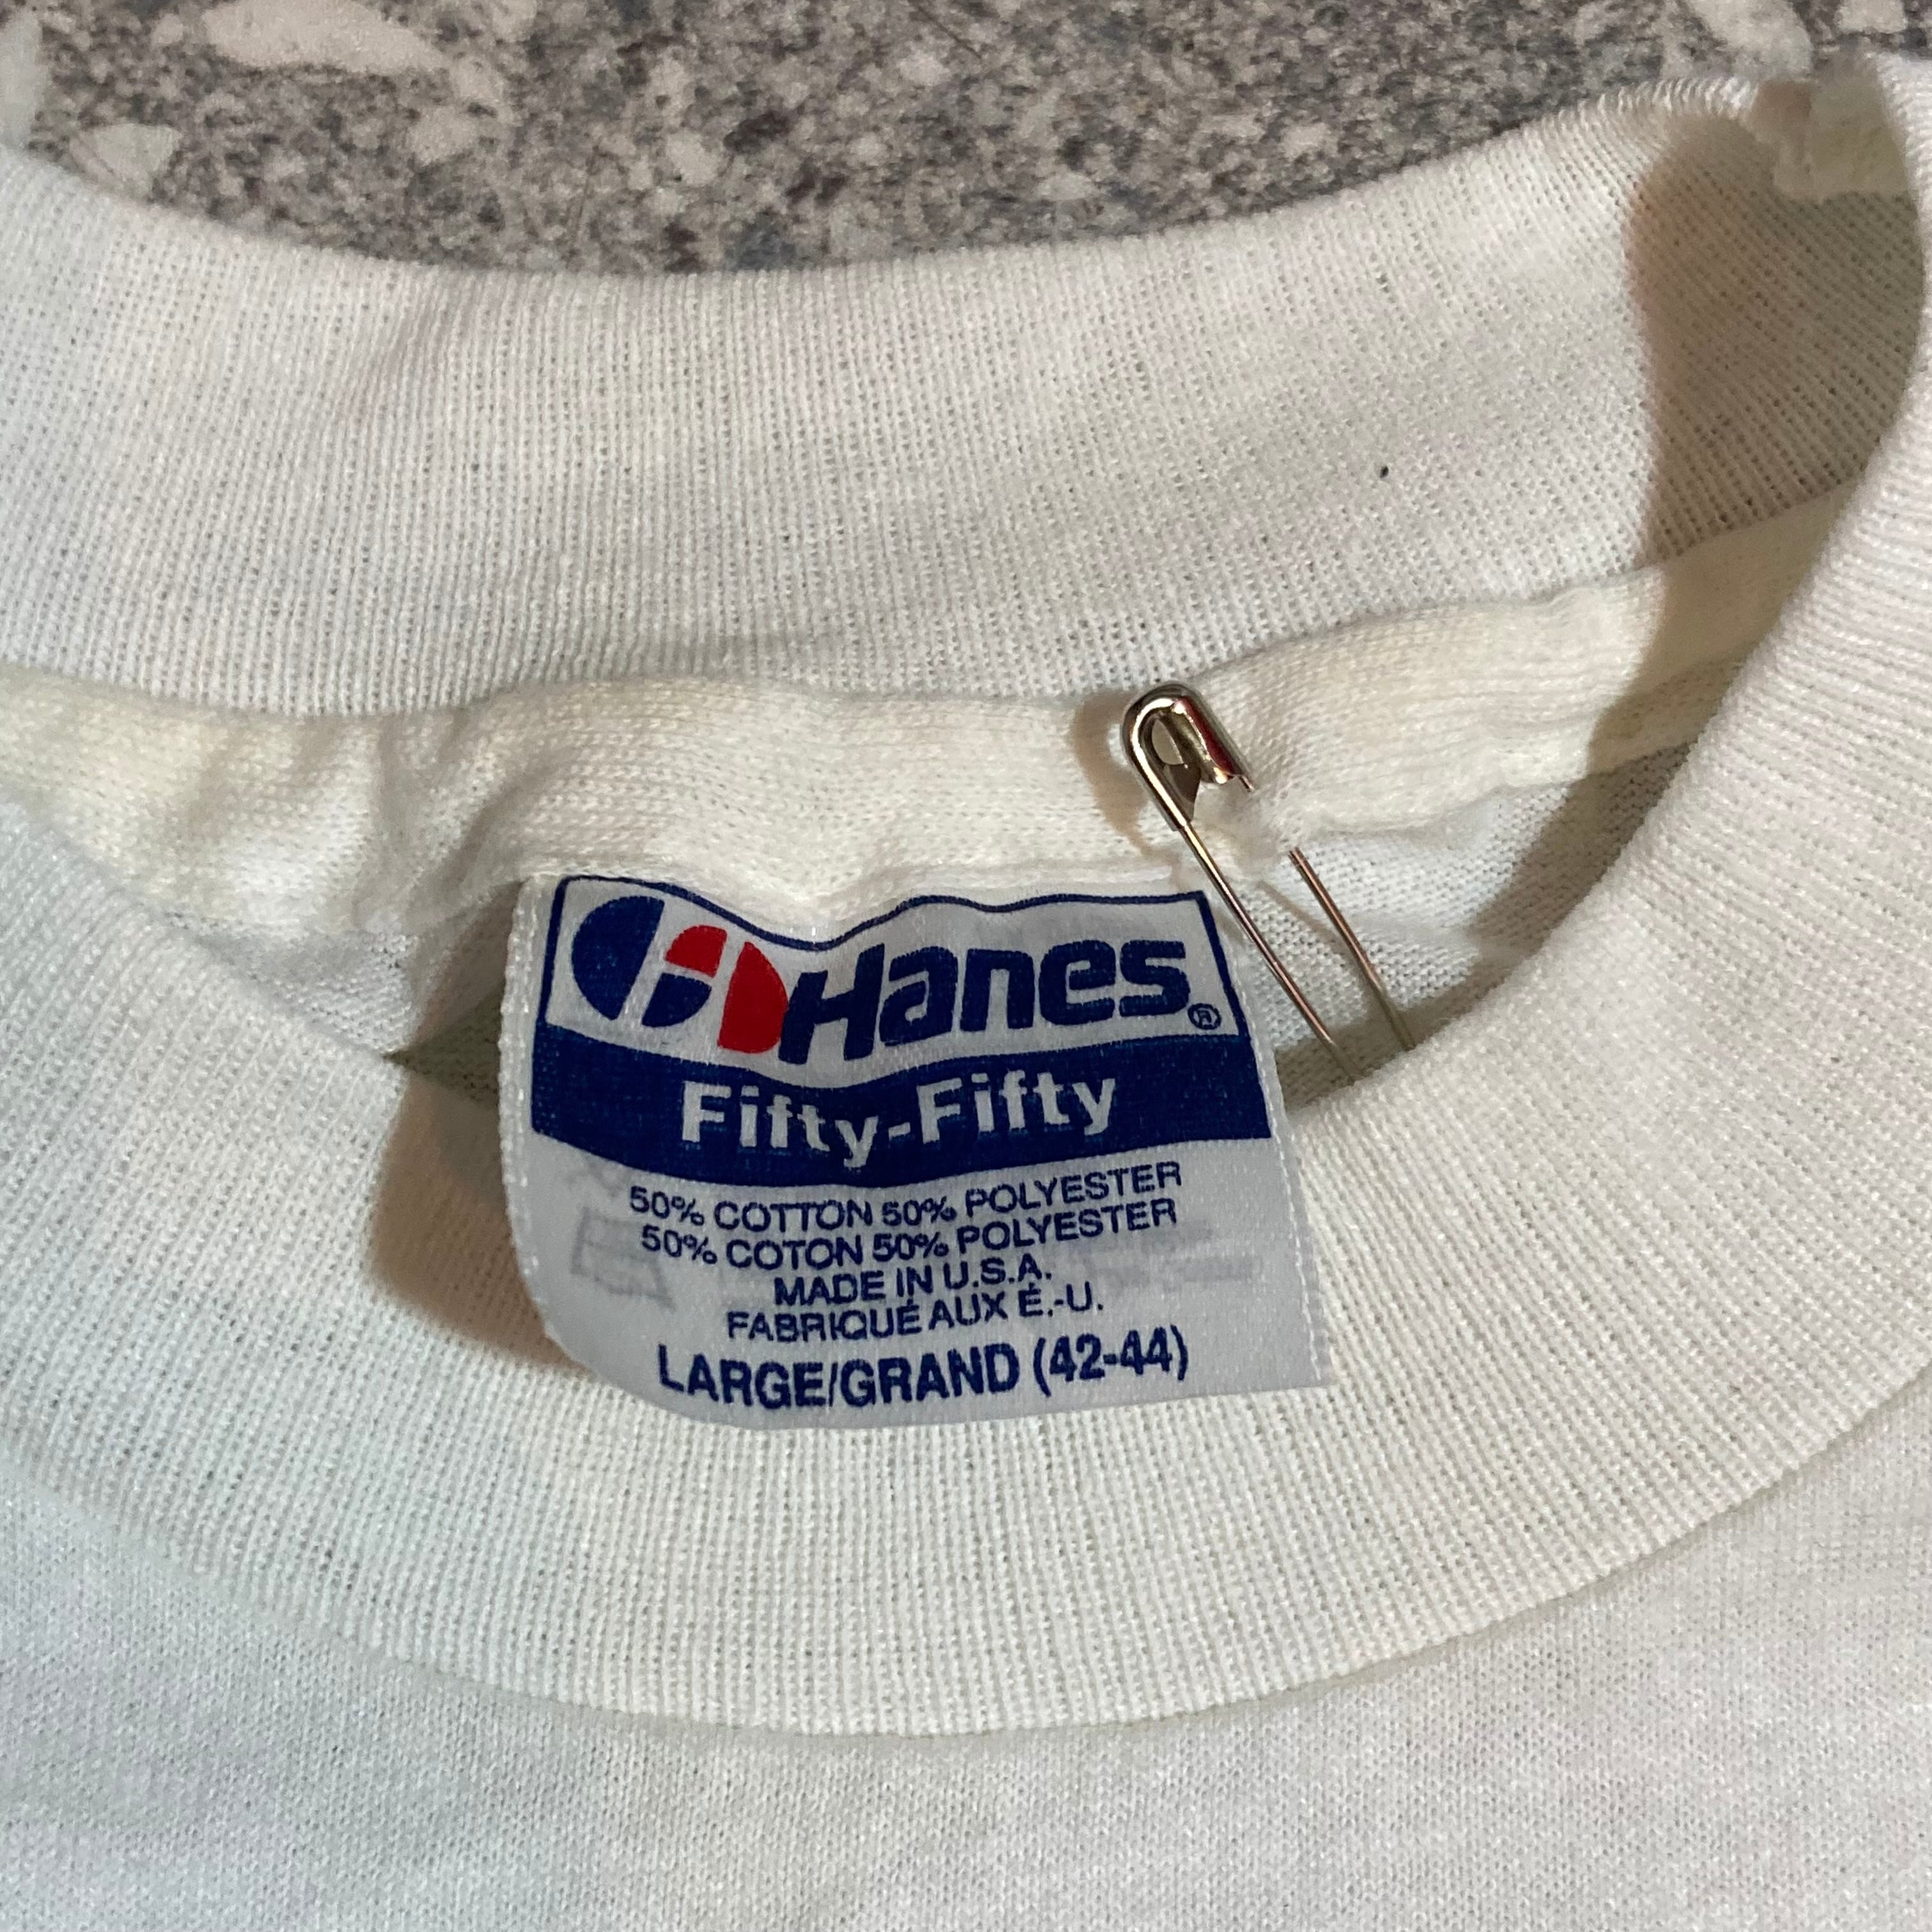 Hanes®
Fifty-Fifty
50% COTTON 50% POLYESTER
50% COTON 50% POLYESTER
MADE IN U.S.A.
FABRIQUÉ AUX É.-U.
LARGE/GRAND (42-44)